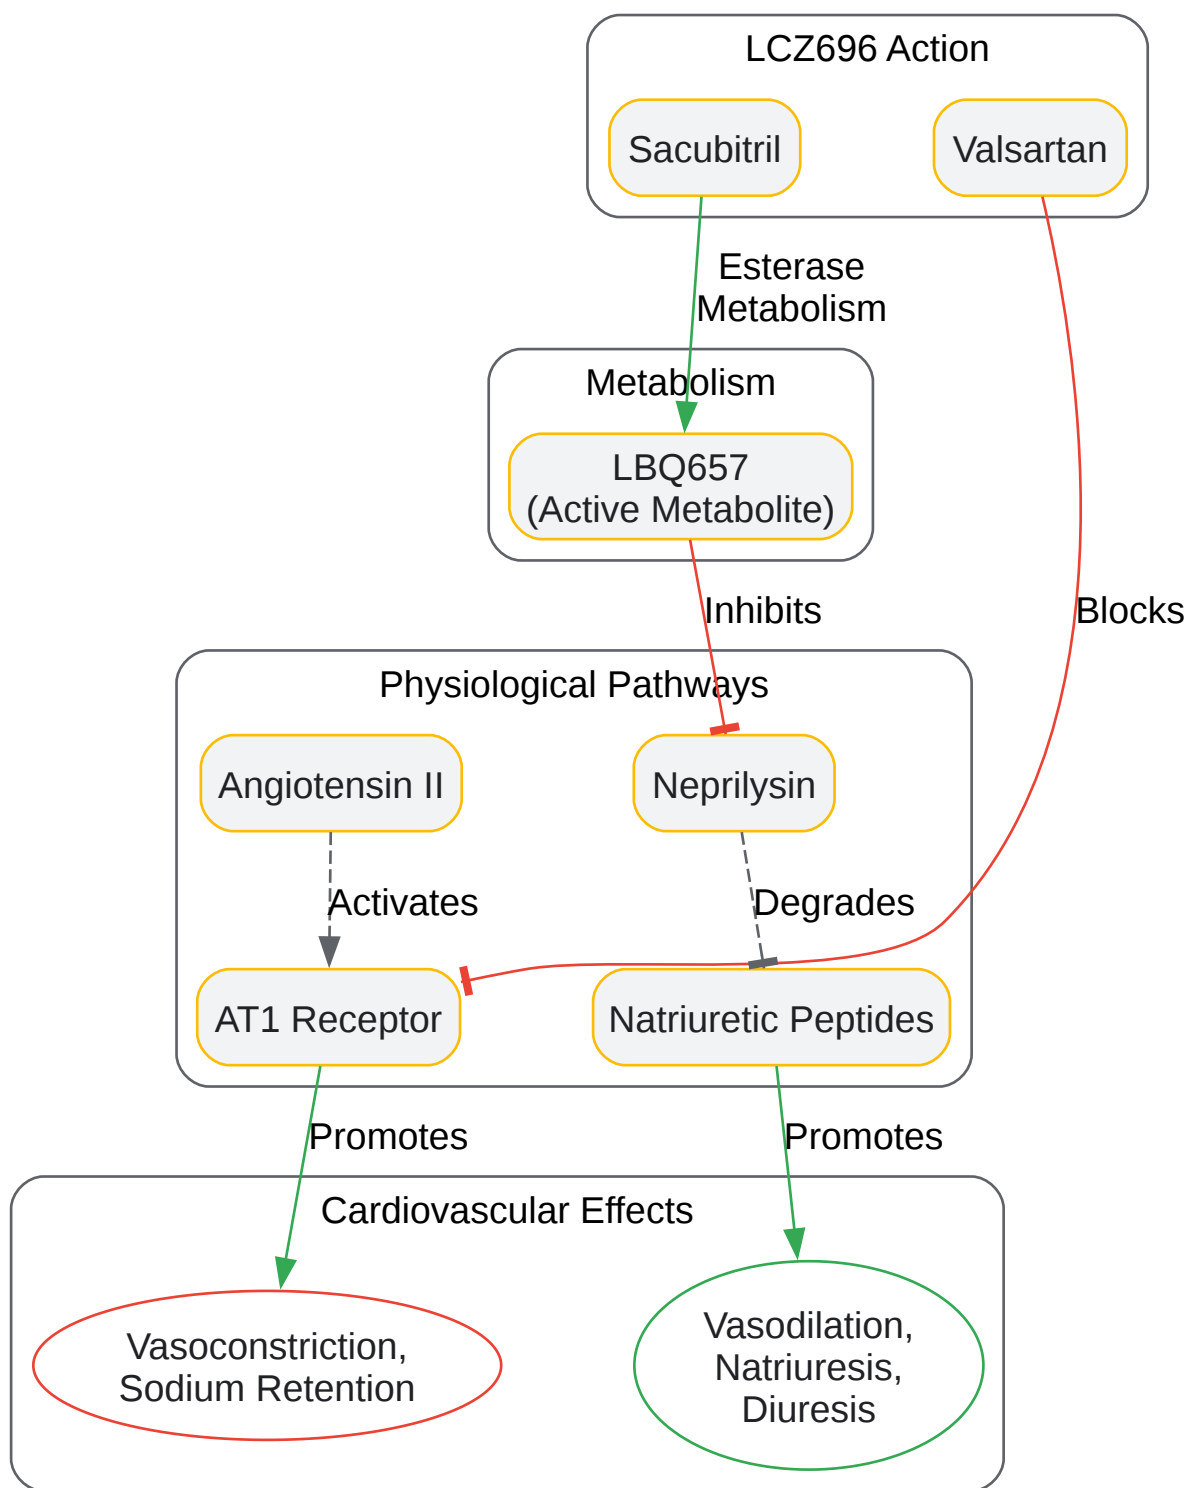 LCZ696 Action
Sacubitril
Valsartan
Esterase
Metabolism
Metabolism
LBQ657
(Active Metabolite)
Inhibits
Blocks
Physiological Pathways
Angiotensin II
Neprilysin
Activates
Degrades
AT1 Receptor
Natriuretic Peptides
Promotes
Promotes
Cardiovascular Effects
Vasoconstriction,
Sodium Retention
Vasodilation,
Natriuresis,
Diuresis